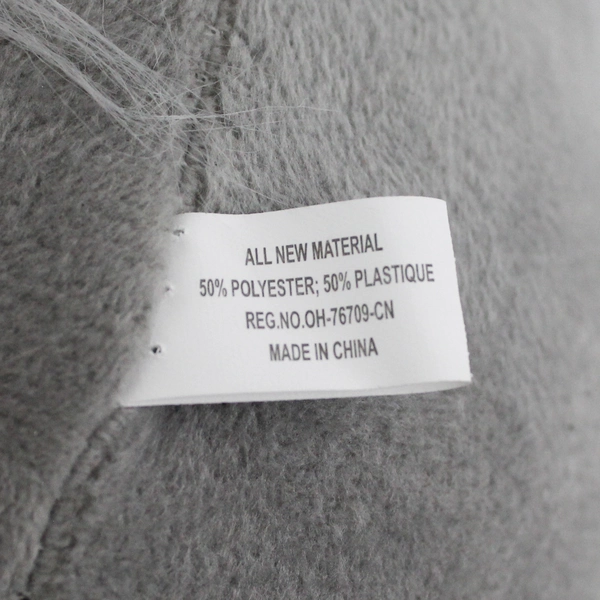 ALL NEW MATERIAL
50% POLYESTER; 50% PLASTIQUE
REG.NO.OH-76709-CN
MADE IN CHINA